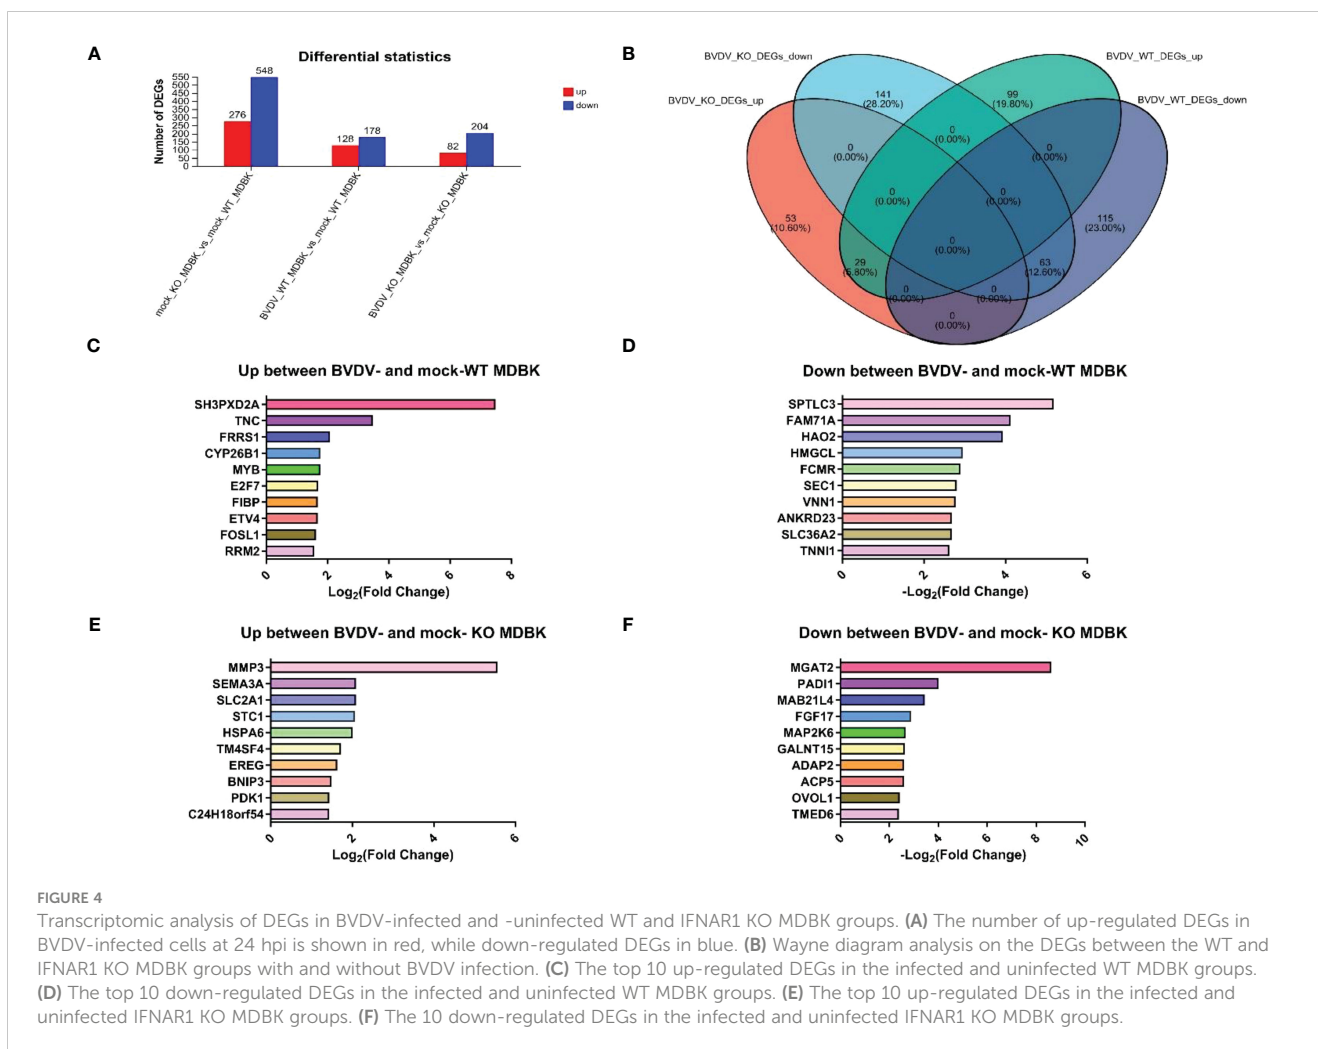 A
Differential statistics
Number of DEGs
550
500
450
400
350
300
250
200
150
100
50
0
276
548
128
178
82
204
up
down
mock_KO_MDBK_vs_mock_WT_MDBK
BVDV_WT_MDBK_vs_mock_WT_MDBK
BVDV_KO_MDBK_vs_mock_KO_MDBK
B
BVDV_KO_DEGs_down
BVDV_WT_DEGs_up
BVDV_KO_DEGs_up
BVDV_WT_DEGs_down
141
(28.20%)
99
(19.80%)
0
(0.00%)
0
(0.00%)
0
(0.00%)
0
(0.00%)
0
(0.00%)
53
(10.60%)
115
(23.00%)
0
(0.00%)
29
(5.80%)
63
(12.60%)
0
(0.00%)
0
(0.00%)
0
(0.00%)
C
Up between BVDV- and mock-WT MDBK
SH3PXD2A
TNC
FRRS1
CYP26B1
MYB
E2F7
FIBP
ETV4
FOSL1
RRM2
0 2 4 6 8
Log2(Fold Change)
D
Down between BVDV- and mock-WT MDBK
SPTLC3
FAM71A
HAO2
HMGCL
FCMR
SEC1
VNN1
ANKRD23
SLC36A2
TNNI1
0 2 4 6
-Log2(Fold Change)
E
Up between BVDV- and mock- KO MDBK
MMP3
SEMA3A
SLC2A1
STC1
HSPA6
TM4SF4
EREG
BNIP3
PDK1
C24H18orf54
0 2 4 6
Log2(Fold Change)
F
Down between BVDV- and mock- KO MDBK
MGAT2
PADI1
MAB21L4
FGF17
MAP2K6
GALNT15
ADAP2
ACP5
OVOL1
TMED6
0 2 4 6 8 10
-Log2(Fold Change)
FIGURE 4
Transcriptomic analysis of DEGs in BVDV-infected and -uninfected WT and IFNAR1 KO MDBK groups. (A) The number of up-regulated DEGs in
BVDV-infected cells at 24 hpi is shown in red, while down-regulated DEGs in blue. (B) Wayne diagram analysis on the DEGs between the WT and
IFNAR1 KO MDBK groups with and without BVDV infection. (C) The top 10 up-regulated DEGs in the infected and uninfected WT MDBK groups.
(D) The top 10 down-regulated DEGs in the infected and uninfected WT MDBK groups. (E) The top 10 up-regulated DEGs in the infected and
uninfected IFNAR1 KO MDBK groups. (F) The 10 down-regulated DEGs in the infected and uninfected IFNAR1 KO MDBK groups.